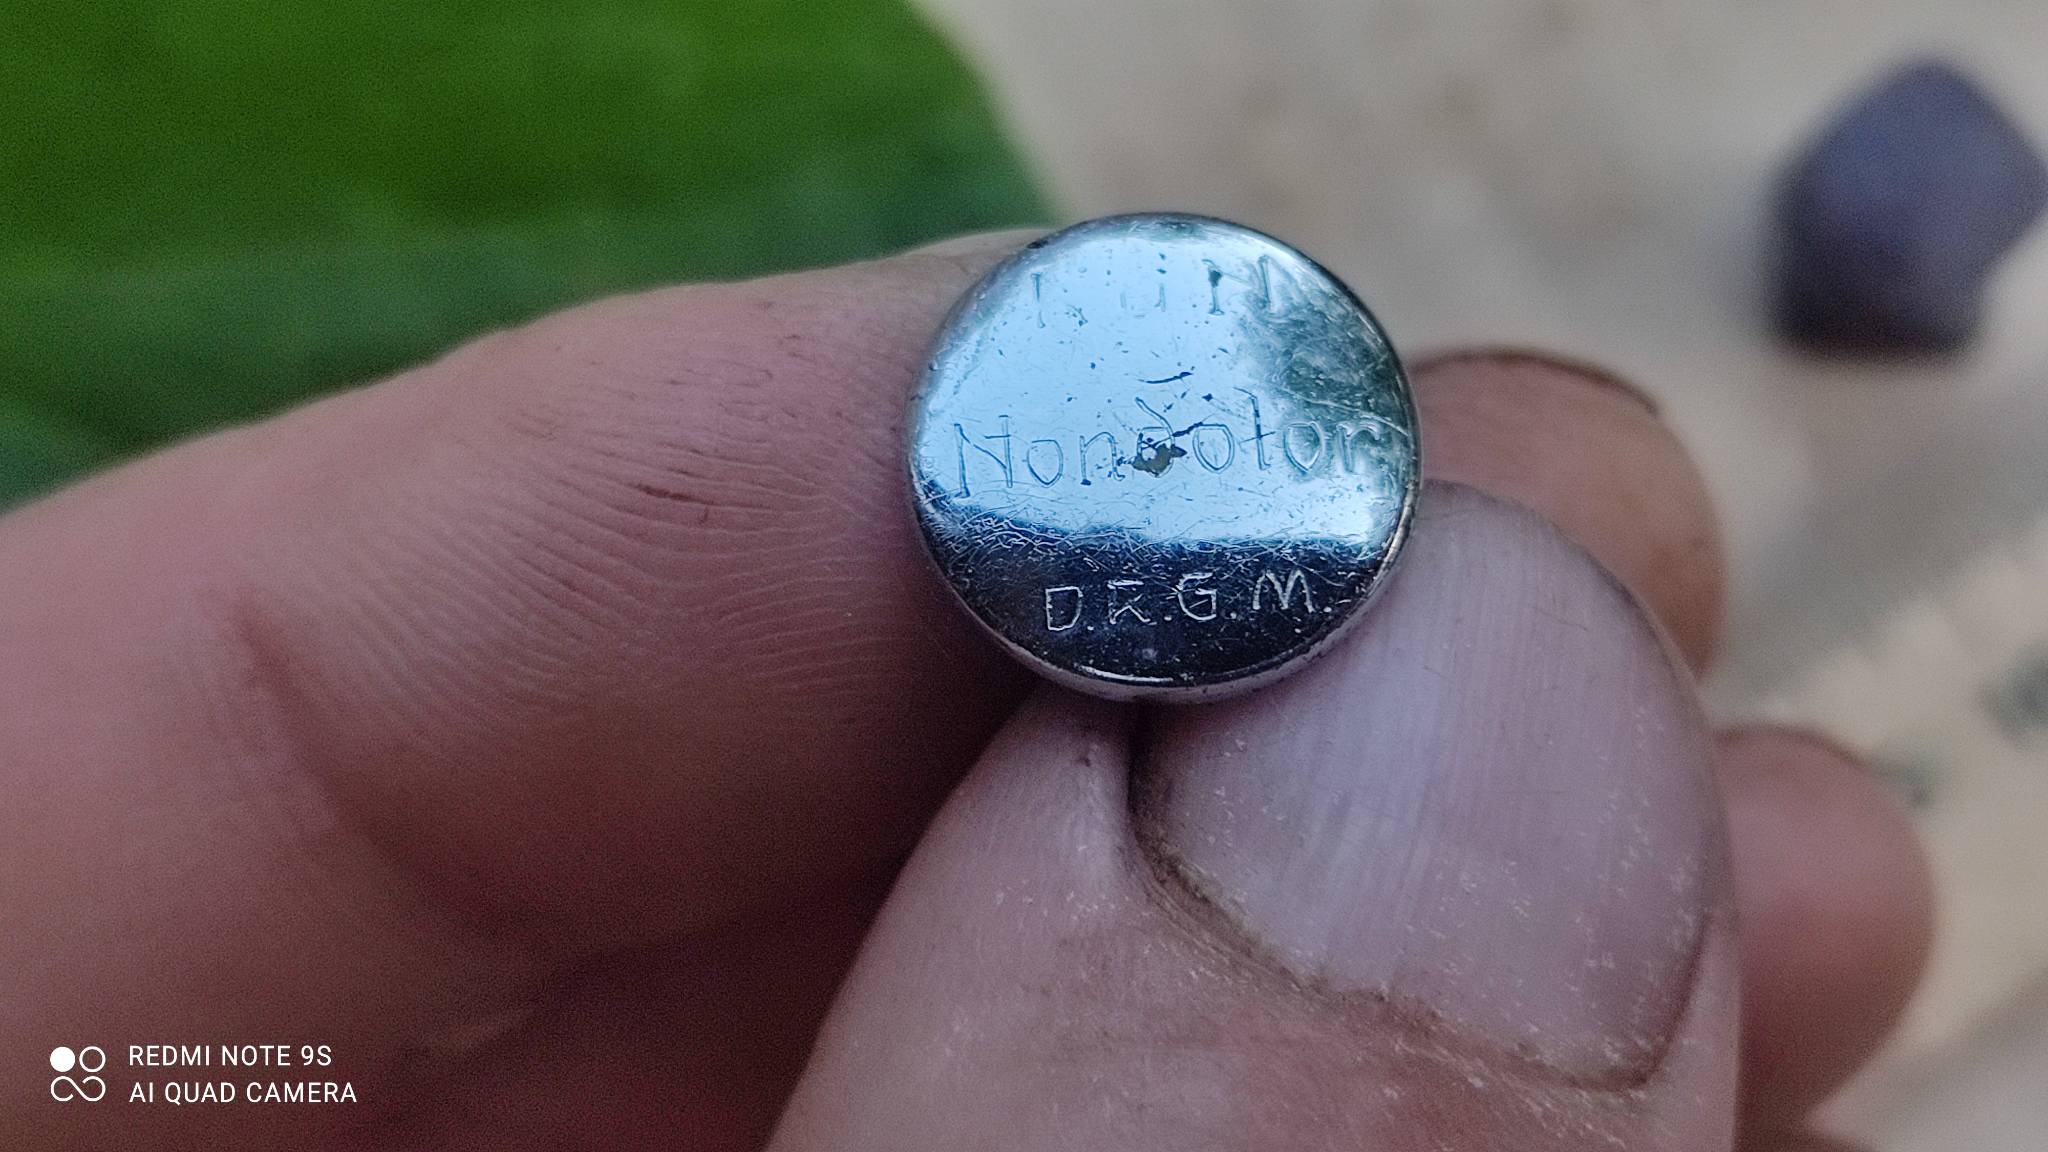 Nondolor
D.R.G.M.
REDMI NOTE 9S
AI QUAD CAMERA